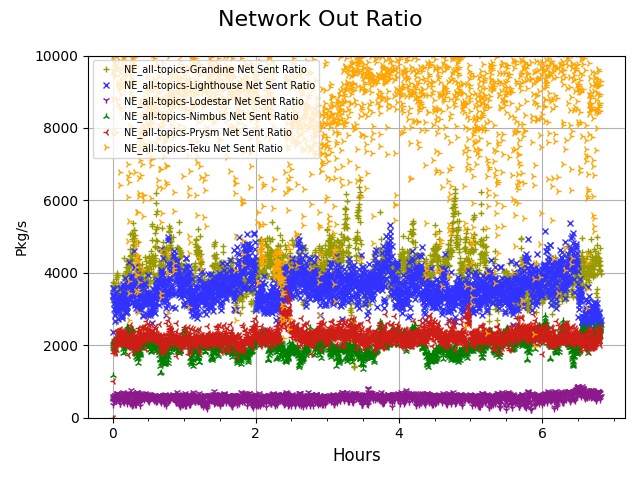 Network Out Ratio
10000
8000
6000
4000
2000
0
Pkg/s
NE_all-topics-Grandine Net Sent Ratio
NE_all-topics-Lighthouse Net Sent Ratio
NE_all-topics-Lodestar Net Sent Ratio
NE_all-topics-Nimbus Net Sent Ratio
NE_all-topics-Prysm Net Sent Ratio
NE_all-topics-Teku Net Sent Ratio
0 2 4 6
Hours